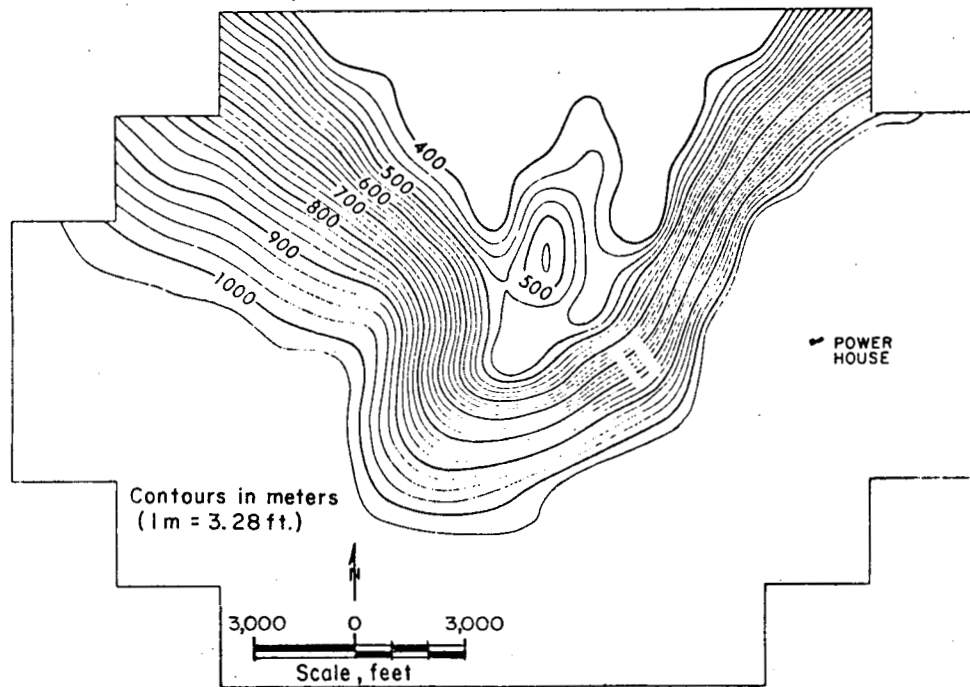 400
500
600
700
800
900
1000
500
POWER
HOUSE
Contours in meters
(1m = 3.28 ft.)
N
3,000 0 3,000
Scale, feet